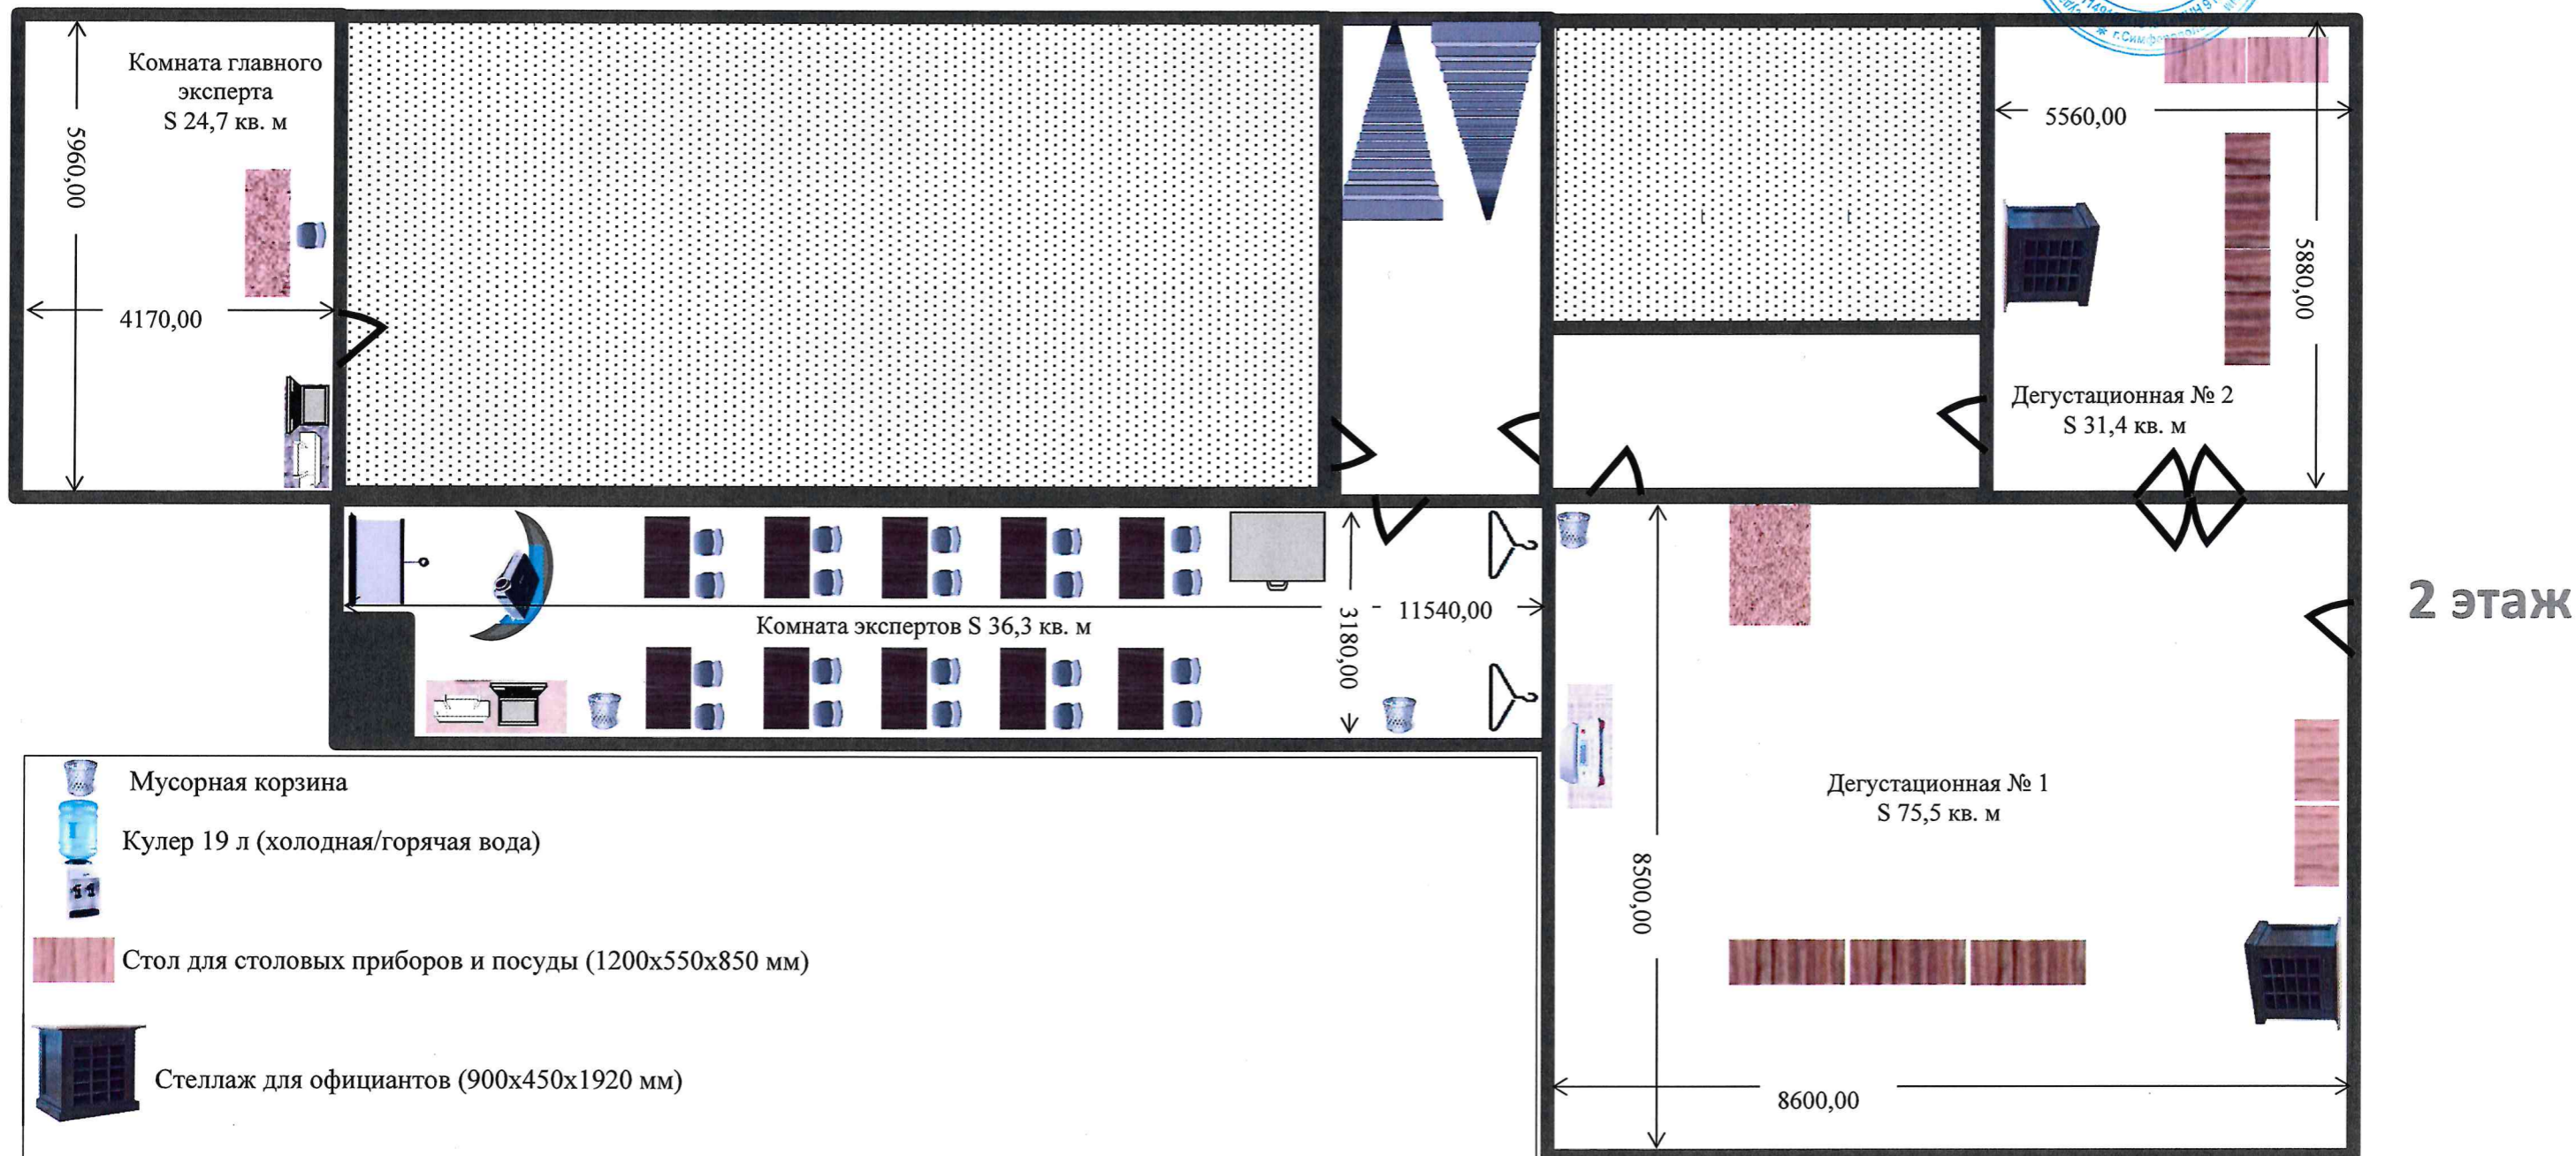 Комната главного
эксперта
S 24,7 кв. м
5960,00
4170,00
5560,00
5880,00
Дегустационная № 2
S 31,4 кв. м
Комната экспертов S 36,3 кв. м
3180,00
11540,00
2 этаж
Дегустационная № 1
S 75,5 кв. м
8500,00
8600,00
Мусорная корзина
Кулер 19 л (холодная/горячая вода)
Стол для столовых приборов и посуды (1200х550х850 мм)
Стеллаж для официантов (900х450х1920 мм)